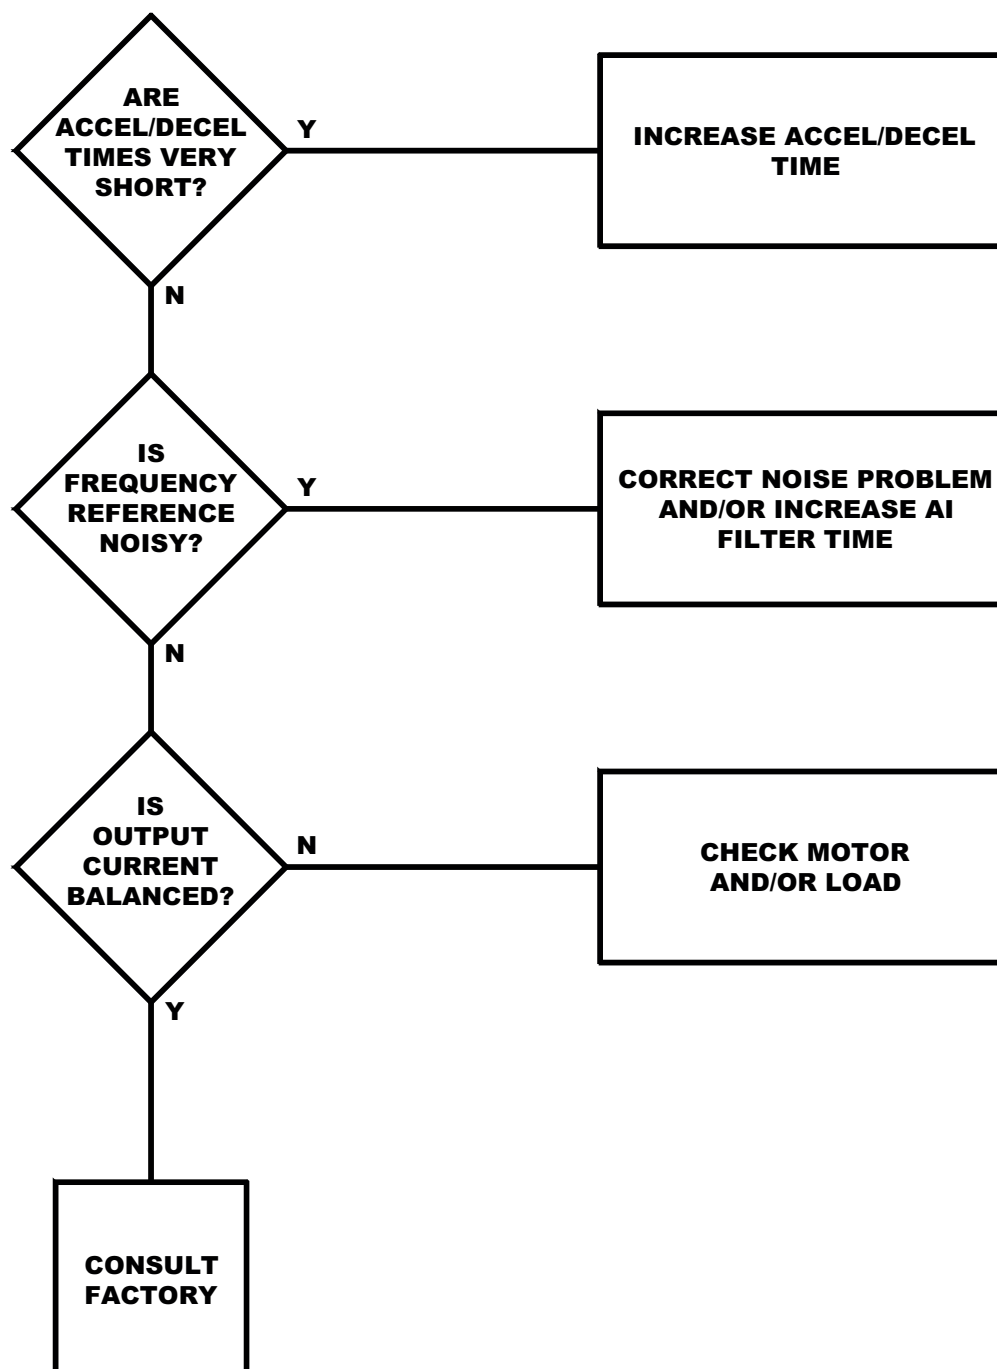 ARE
ACCEL/DECEL
TIMES VERY
SHORT?
Y
INCREASE ACCEL/DECEL
TIME
N
IS
FREQUENCY
REFERENCE
NOISY?
Y
CORRECT NOISE PROBLEM
AND/OR INCREASE AI
FILTER TIME
N
IS
OUTPUT
CURRENT
BALANCED?
N
CHECK MOTOR
AND/OR LOAD
Y
CONSULT
FACTORY